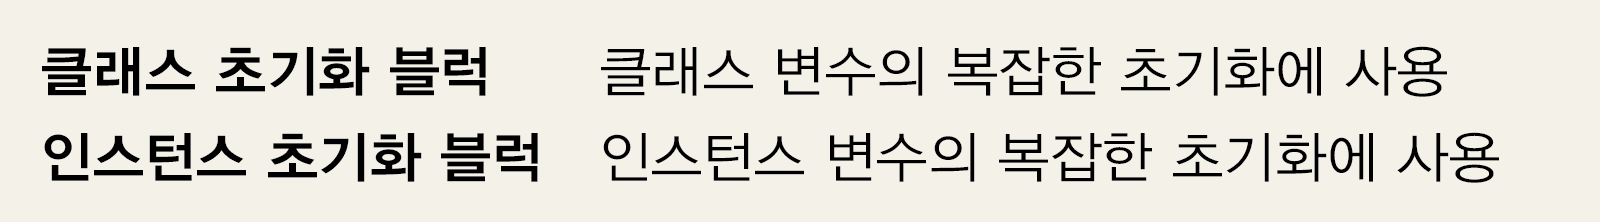 클래스 초기화 블럭 클래스 변수의 복잡한 초기화에 사용
인스턴스 초기화 블럭 인스턴스 변수의 복잡한 초기화에 사용